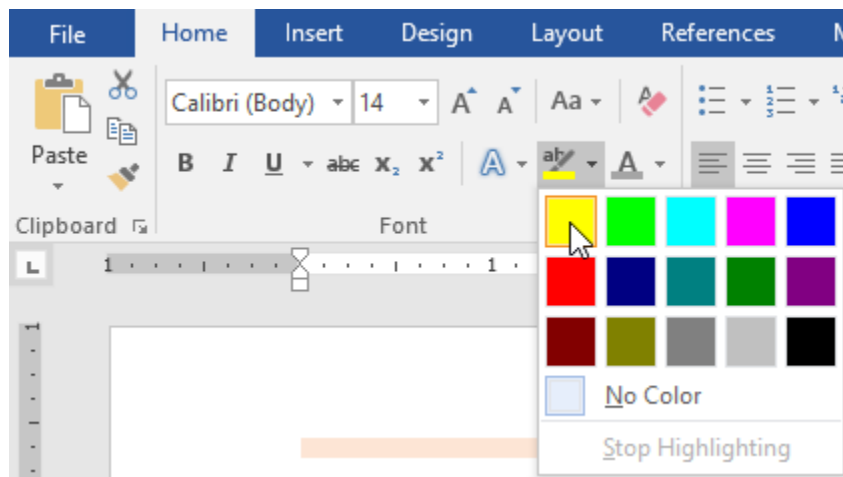 File Home Insert Design Layout References
Calibri (Body) 14 A A Aa
Paste B I U abc X₂ X² A ab A
Clipboard Font
L 1 1
1
No Color
Stop Highlighting